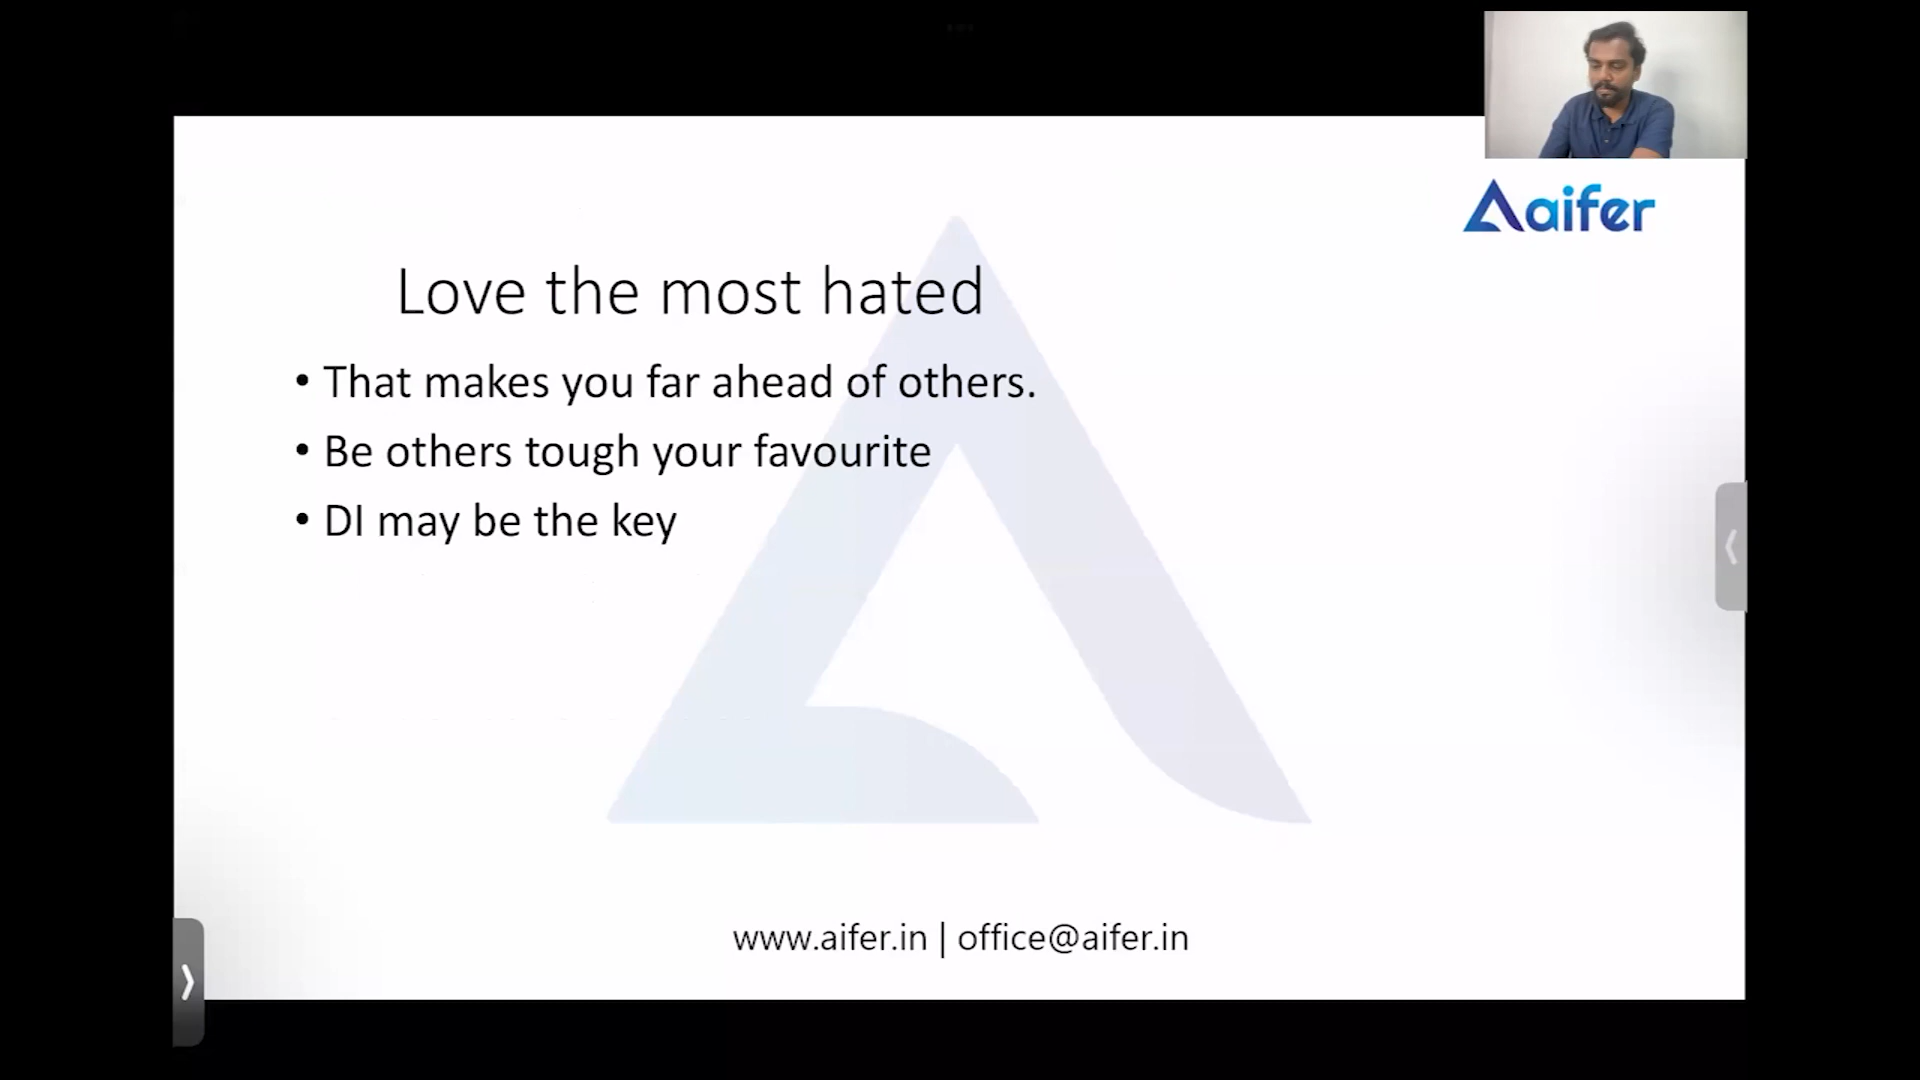 aifer
Love the most hated
• That makes you far ahead of others.
• Be others tough your favourite
• DI may be the key
www.aifer.in | office@aifer.in